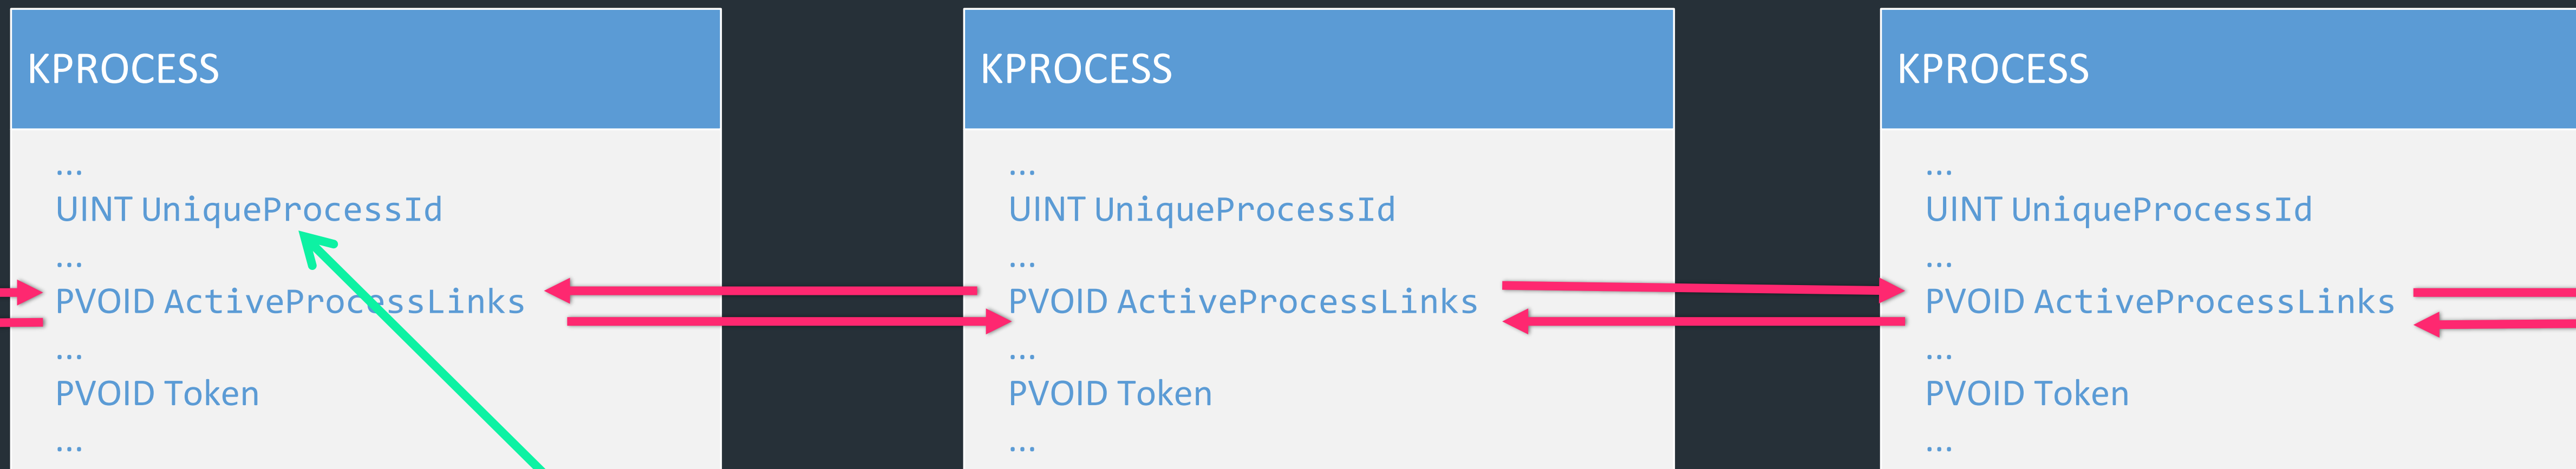 KPROCESS
...
UINT UniqueProcessId
...
PVOID ActiveProcessLinks
...
PVOID Token
...
KPROCESS
...
UINT UniqueProcessId
...
PVOID ActiveProcessLinks
...
PVOID Token
...
KPROCESS
...
UINT UniqueProcessId
...
PVOID ActiveProcessLinks
...
PVOID Token
...